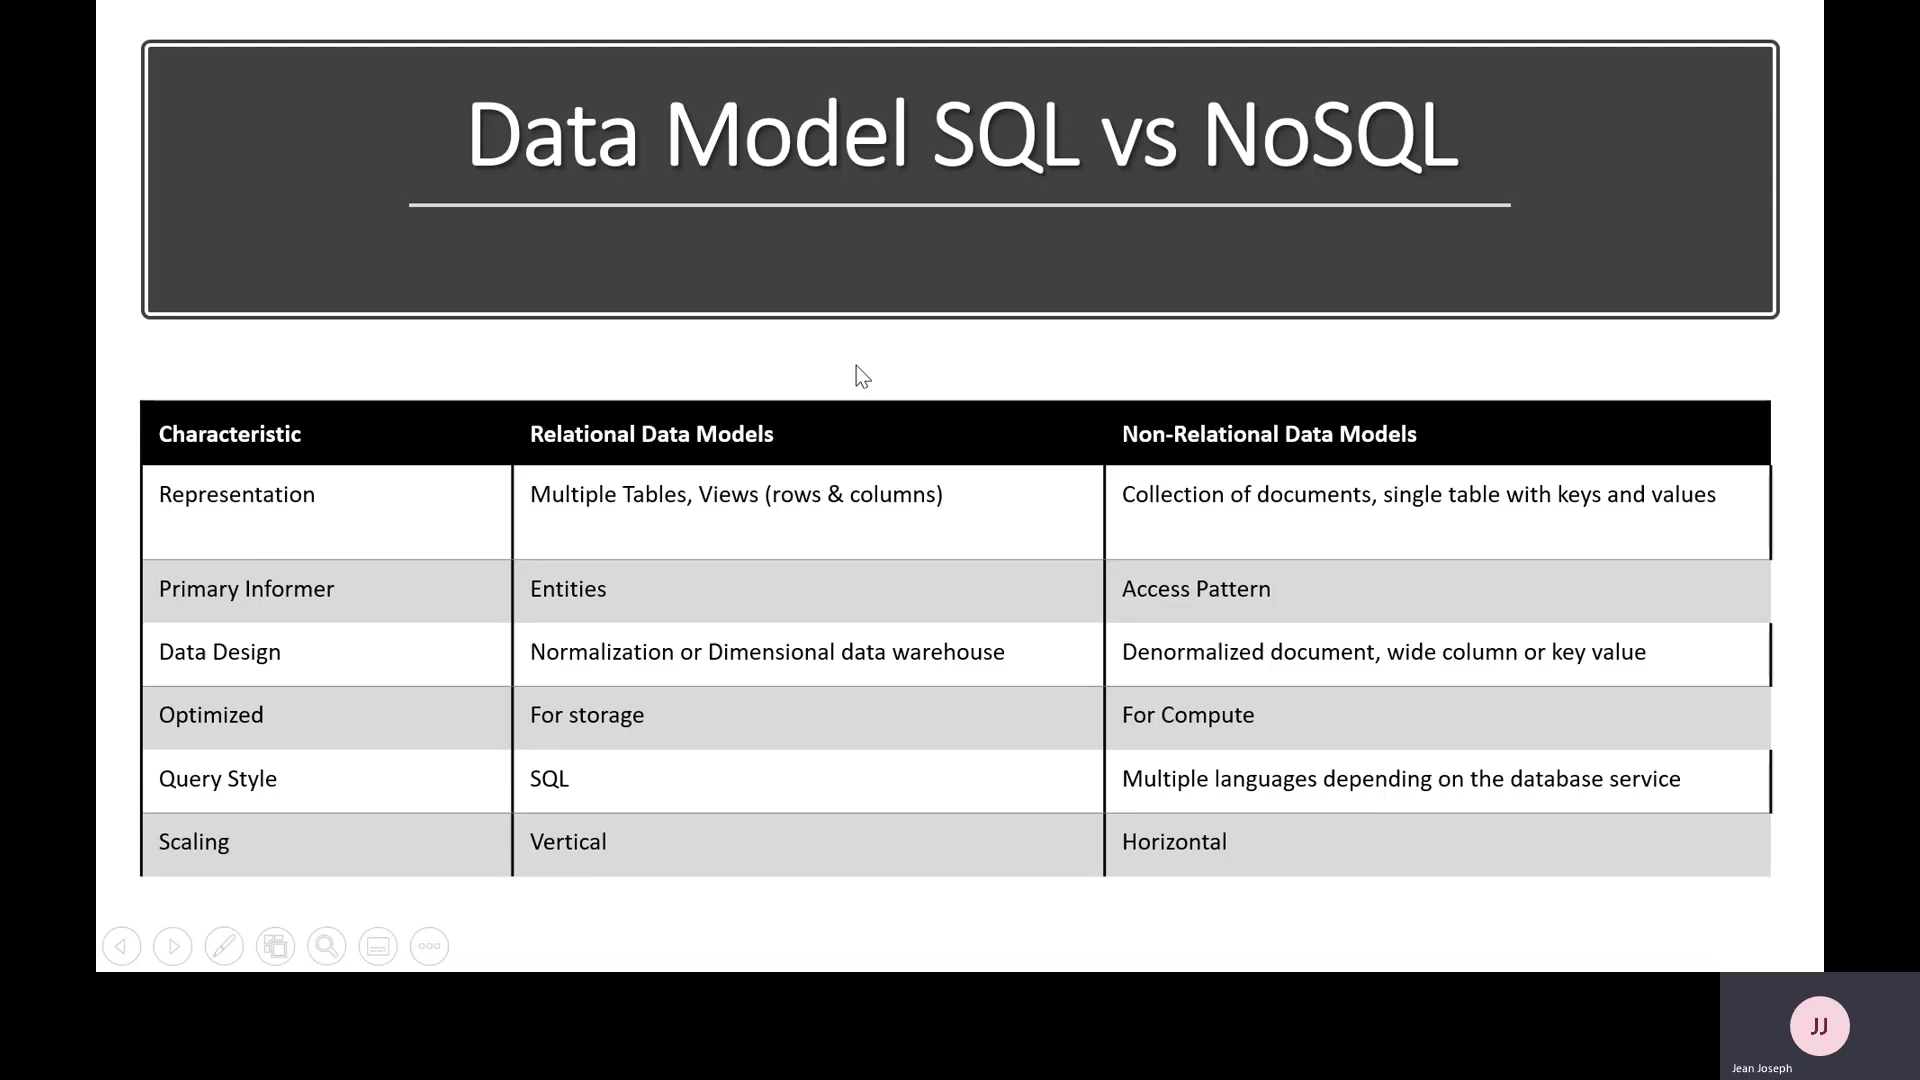 Data Model SQL vs NoSQL
Characteristic Relational Data Models Non-Relational Data Models
Representation Multiple Tables, Views (rows & columns) Collection of documents, single table with keys and values
Primary Informer Entities Access Pattern
Data Design Normalization or Dimensional data warehouse Denormalized document, wide column or key value
Optimized For storage For Compute
Query Style SQL Multiple languages depending on the database service
Scaling Vertical Horizontal
JJ
Jean Joseph